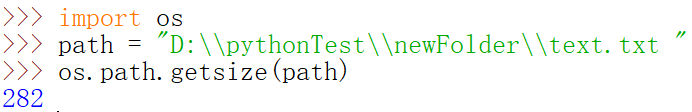 >>> import os
>>> path = "D:\\pythonTest\\newFolder\\text.txt "
>>> os.path.getsize(path)
282